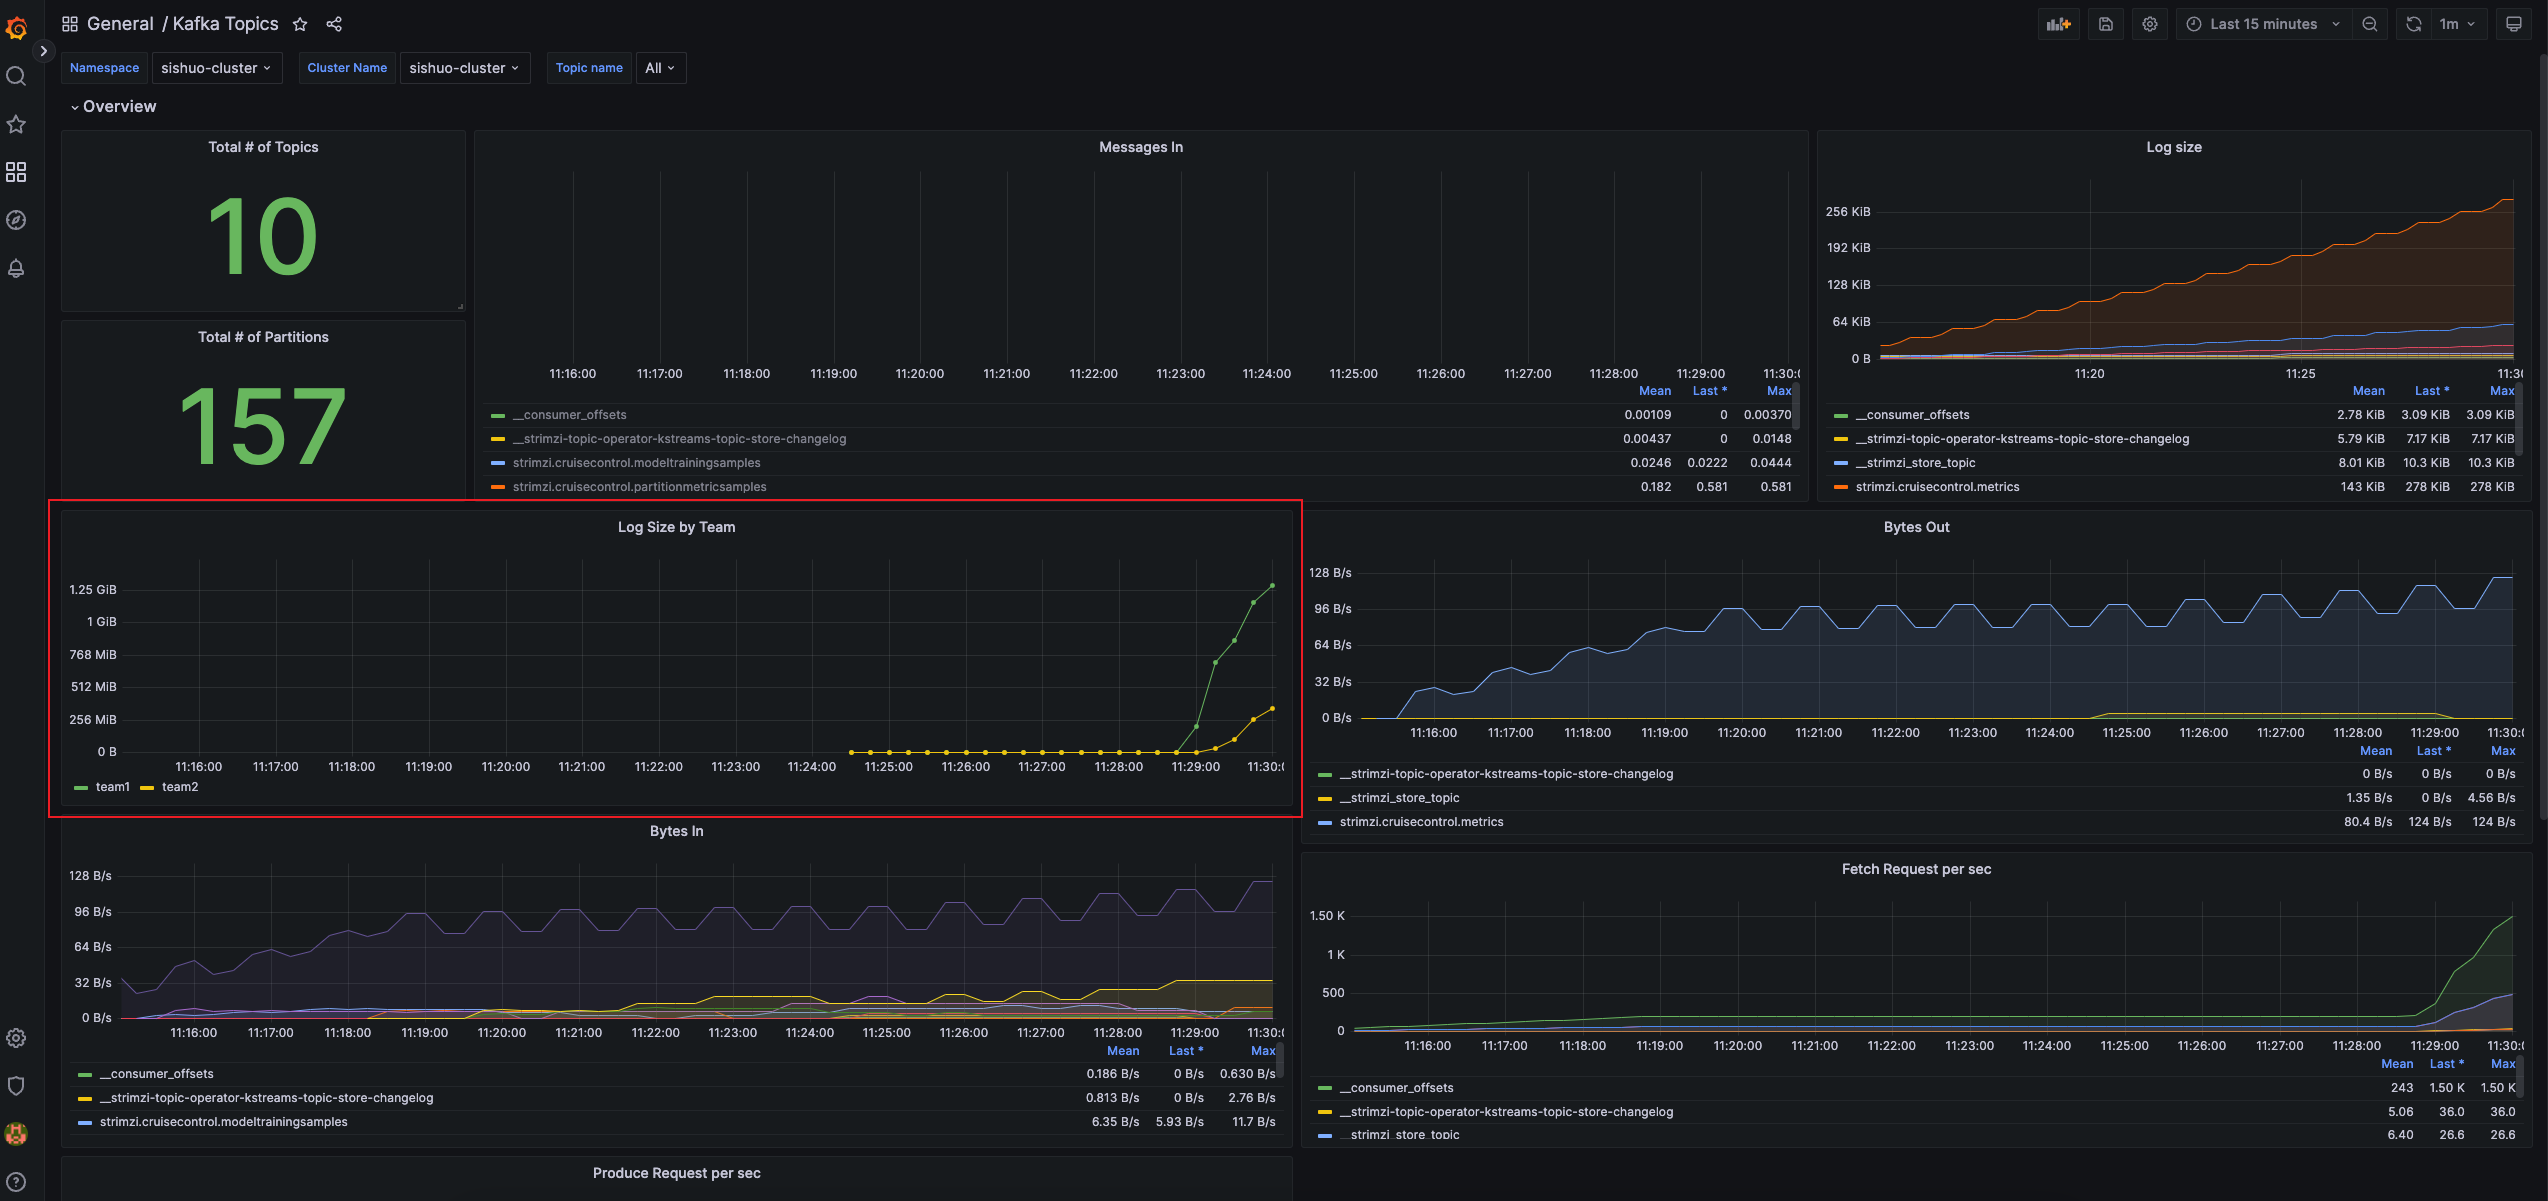 General / Kafka Topics
Last 15 minutes
1m
Namespace
sishuo-cluster
Cluster Name
sishuo-cluster
Topic name
All
Overview
Total # of Topics
10
Total # of Partitions
157
Messages In
11:16:00 11:17:00 11:18:00 11:19:00 11:20:00 11:21:00 11:22:00 11:23:00 11:24:00 11:25:00 11:26:00 11:27:00 11:28:00 11:29:00 11:30:0
Mean Last * Max
__consumer_offsets 0.00109 0 0.00370
__strimzi-topic-operator-kstreams-topic-store-changelog 0.00437 0 0.0148
strimzi.cruisecontrol.modeltrainingsamples 0.0246 0.0222 0.0444
strimzi.cruisecontrol.partitionmetricsamples 0.182 0.581 0.581
Log size
256 KiB
192 KiB
128 KiB
64 KiB
0 B
11:20 11:25 11:30
Mean Last * Max
__consumer_offsets 2.78 KiB 3.09 KiB 3.09 KiB
__strimzi-topic-operator-kstreams-topic-store-changelog 5.79 KiB 7.17 KiB 7.17 KiB
__strimzi_store_topic 8.01 KiB 10.3 KiB 10.3 KiB
strimzi.cruisecontrol.metrics 143 KiB 278 KiB 278 KiB
Log Size by Team
1.25 GiB
1 GiB
768 MiB
512 MiB
256 MiB
0 B
11:16:00 11:17:00 11:18:00 11:19:00 11:20:00 11:21:00 11:22:00 11:23:00 11:24:00 11:25:00 11:26:00 11:27:00 11:28:00 11:29:00 11:30:0
team1 team2
Bytes Out
128 B/s
96 B/s
64 B/s
32 B/s
0 B/s
11:16:00 11:17:00 11:18:00 11:19:00 11:20:00 11:21:00 11:22:00 11:23:00 11:24:00 11:25:00 11:26:00 11:27:00 11:28:00 11:29:00 11:30:0
Mean Last * Max
__strimzi-topic-operator-kstreams-topic-store-changelog 0 B/s 0 B/s 0 B/s
__strimzi_store_topic 1.35 B/s 0 B/s 4.56 B/s
strimzi.cruisecontrol.metrics 80.4 B/s 124 B/s 124 B/s
Bytes In
128 B/s
96 B/s
64 B/s
32 B/s
0 B/s
11:16:00 11:17:00 11:18:00 11:19:00 11:20:00 11:21:00 11:22:00 11:23:00 11:24:00 11:25:00 11:26:00 11:27:00 11:28:00 11:29:00 11:30:0
Mean Last * Max
__consumer_offsets 0.186 B/s 0 B/s 0.630 B/s
__strimzi-topic-operator-kstreams-topic-store-changelog 0.813 B/s 0 B/s 2.76 B/s
strimzi.cruisecontrol.modeltrainingsamples 6.35 B/s 5.93 B/s 11.7 B/s
Fetch Request per sec
1.50 K
1 K
500
0
11:16:00 11:17:00 11:18:00 11:19:00 11:20:00 11:21:00 11:22:00 11:23:00 11:24:00 11:25:00 11:26:00 11:27:00 11:28:00 11:29:00 11:30:0
Mean Last * Max
__consumer_offsets 243 1.50 K 1.50 K
__strimzi-topic-operator-kstreams-topic-store-changelog 5.06 36.0 36.0
__strimzi_store_topic 6.40 26.6 26.6
Produce Request per sec